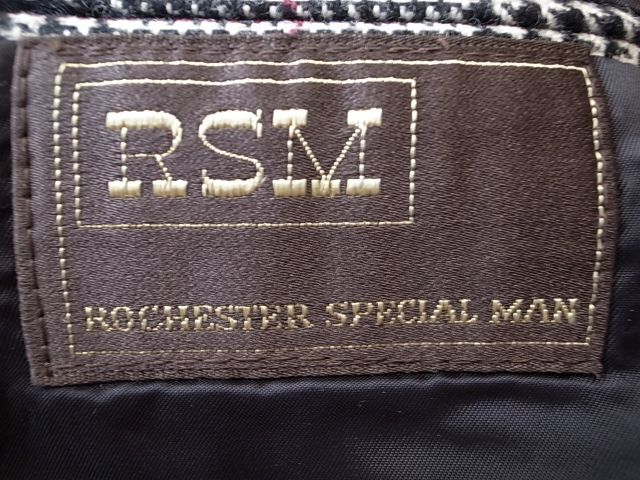 RSM
ROCHESTER SPECIAL MAN